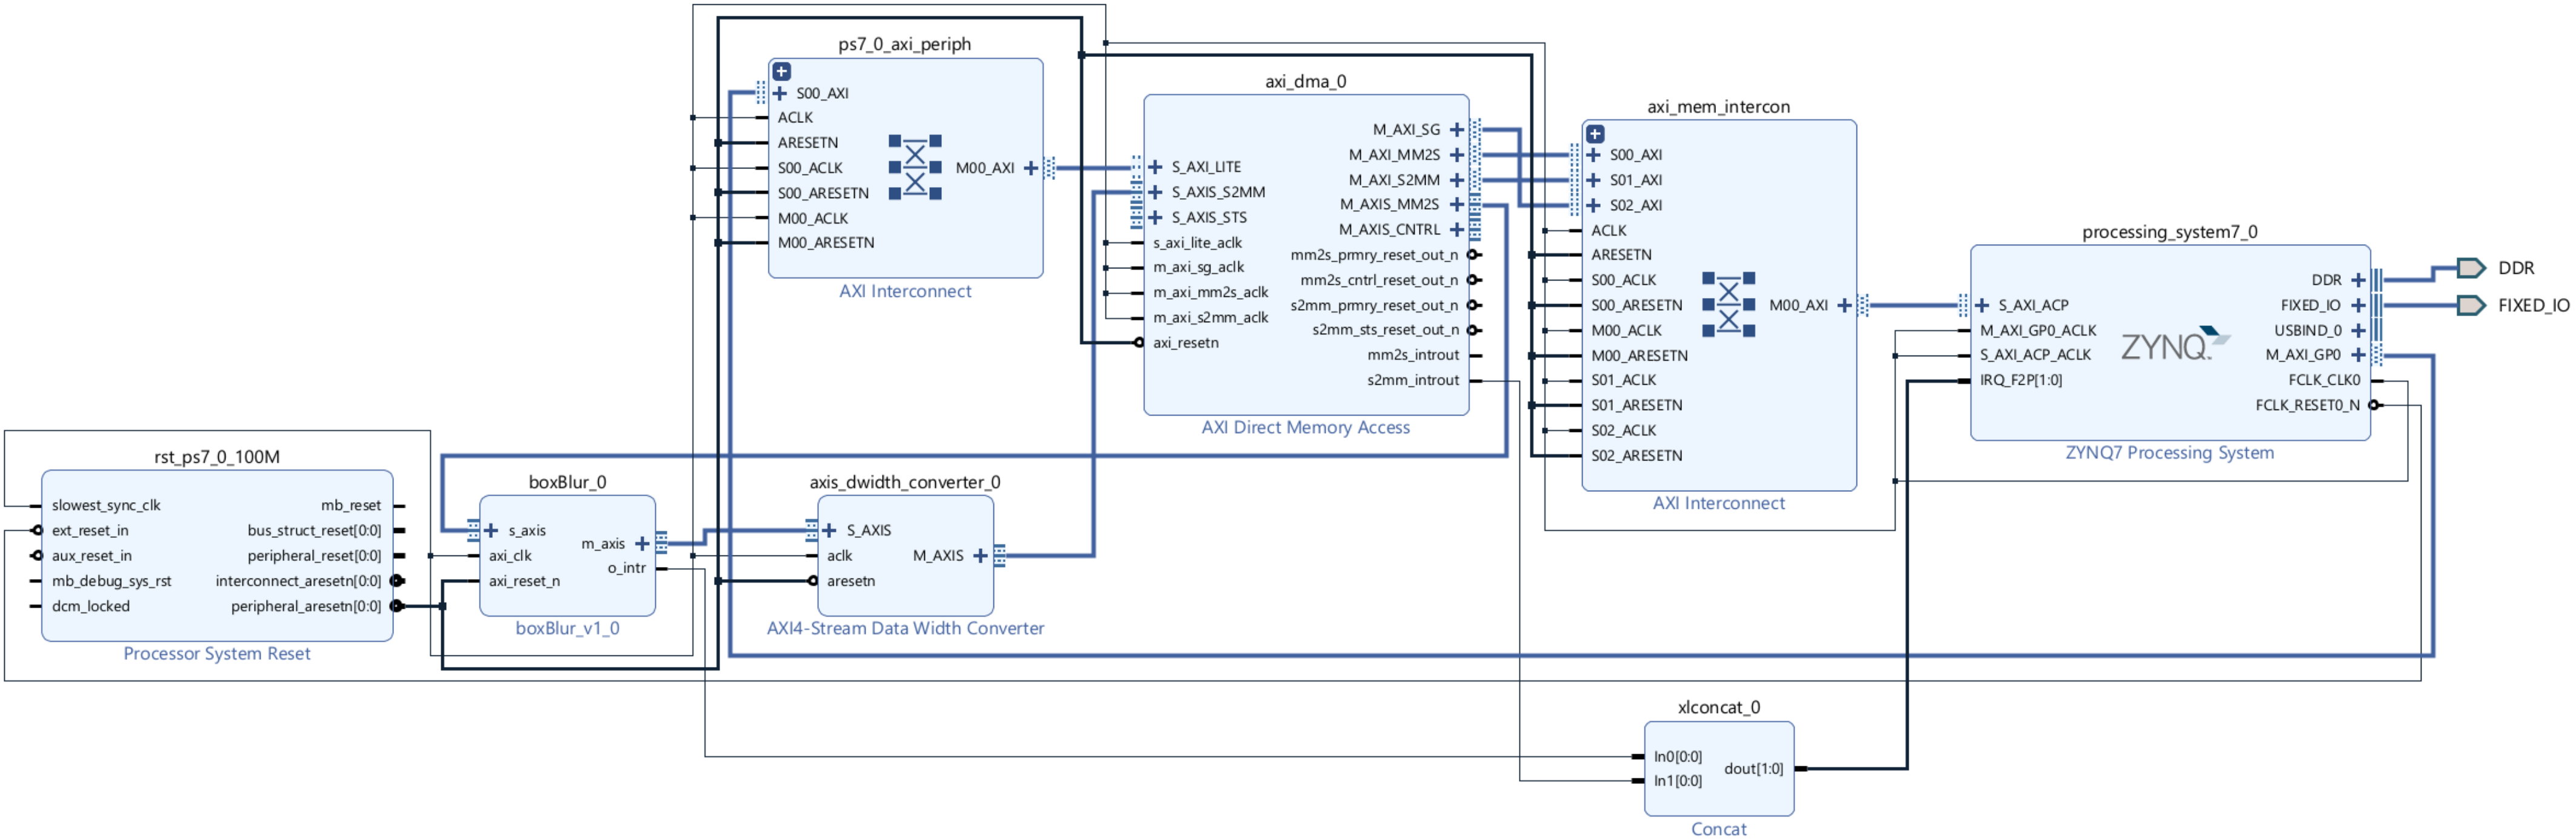 ps7_0_axi_periph
S00_AXI
ACLK
ARESETN
S00_ACLK
S00_ARESETN
M00_ACLK
M00_ARESETN
M00_AXI
AXI Interconnect
axi_dma_0
S_AXI_LITE
S_AXIS_S2MM
S_AXIS_STS
s_axi_lite_aclk
m_axi_sg_aclk
m_axi_mm2s_aclk
m_axi_s2mm_aclk
axi_resetn
M_AXI_SG
M_AXI_MM2S
M_AXI_S2MM
M_AXIS_MM2S
M_AXIS_CNTRL
mm2s_prmry_reset_out_n
mm2s_cntrl_reset_out_n
s2mm_prmry_reset_out_n
s2mm_sts_reset_out_n
mm2s_introut
s2mm_introut
AXI Direct Memory Access
axi_mem_intercon
S00_AXI
S01_AXI
S02_AXI
ACLK
ARESETN
S00_ACLK
S00_ARESETN
M00_ACLK
M00_ARESETN
S01_ACLK
S01_ARESETN
S02_ACLK
S02_ARESETN
M00_AXI
AXI Interconnect
processing_system7_0
S_AXI_ACP
M_AXI_GP0_ACLK
S_AXI_ACP_ACLK
IRQ_F2P[1:0]
ZYNQ
DDR
FIXED_IO
USBIND_0
M_AXI_GP0
FCLK_CLK0
FCLK_RESET0_N
ZYNQ7 Processing System
DDR
FIXED_IO
rst_ps7_0_100M
slowest_sync_clk
ext_reset_in
aux_reset_in
mb_debug_sys_rst
dcm_locked
mb_reset
bus_struct_reset[0:0]
peripheral_reset[0:0]
interconnect_aresetn[0:0]
peripheral_aresetn[0:0]
Processor System Reset
boxBlur_0
s_axis
axi_clk
axi_reset_n
m_axis
o_intr
boxBlur_v1_0
axis_dwidth_converter_0
S_AXIS
aclk
aresetn
M_AXIS
AXI4-Stream Data Width Converter
xlconcat_0
In0[0:0]
In1[0:0]
dout[1:0]
Concat